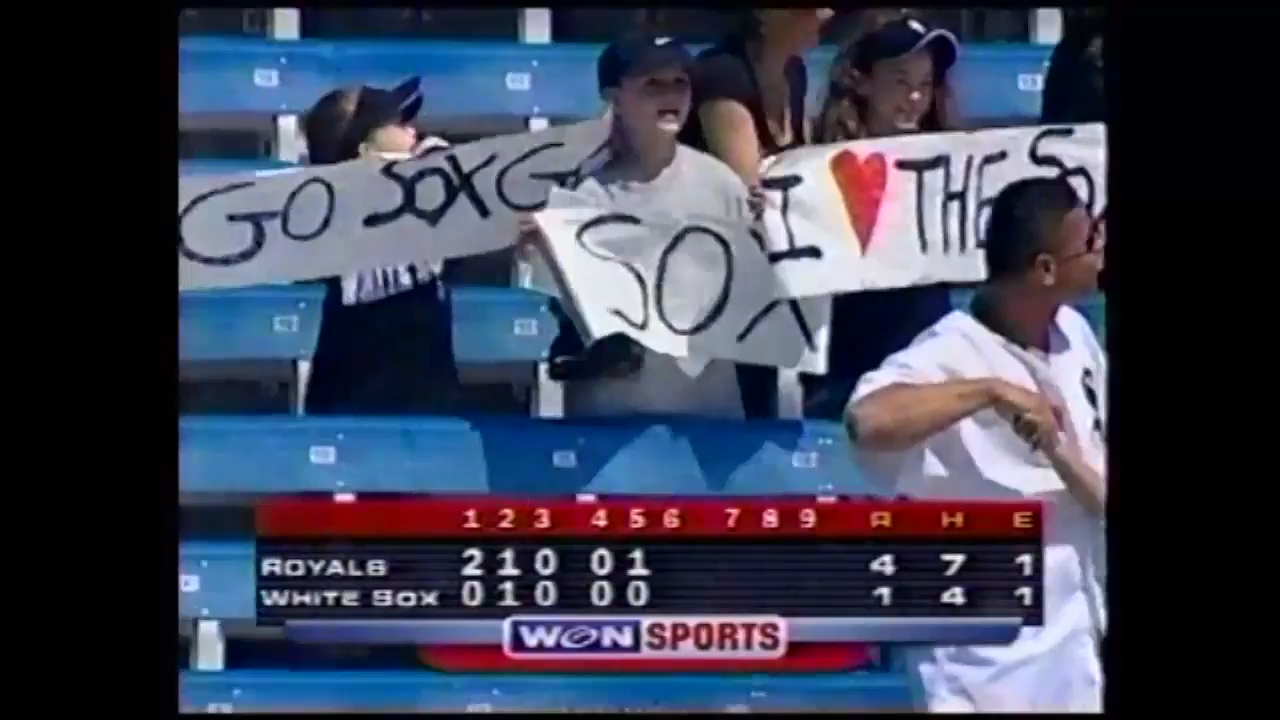 GO SOX G
SOX
I ❤ THE SO
1 2 3 4 5 6 7 8 9 R H E
ROYALS 2 1 0 0 1 4 7 1
WHITE SOX 0 1 0 0 0 1 4 1
WGN SPORTS